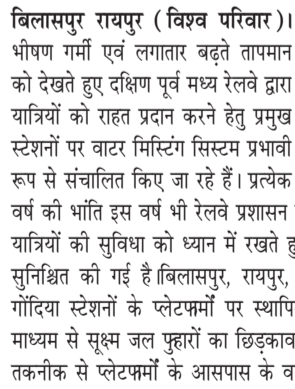 बिलासपुर रायपुर ( विश्व परिवार )।
भीषण गर्मी एवं लगातार बढ़ते तापमान
को देखते हुए दक्षिण पूर्व मध्य रेलवे द्वारा
यात्रियों को राहत प्रदान करने हेतु प्रमुख
स्टेशनों पर वाटर मिस्टिंग सिस्टम प्रभावी
रूप से संचालित किए जा रहे हैं। प्रत्येक
वर्ष की भांति इस वर्ष भी रेलवे प्रशासन
यात्रियों की सुविधा को ध्यान में रखते
सुनिश्चित की गई है।बिलासपुर, रायपुर,
गोंदिया स्टेशनों के प्लेटफार्मों पर
माध्यम से सूक्ष्म जल फुहारों का
तकनीक से प्लेटफार्मों के आसपास के